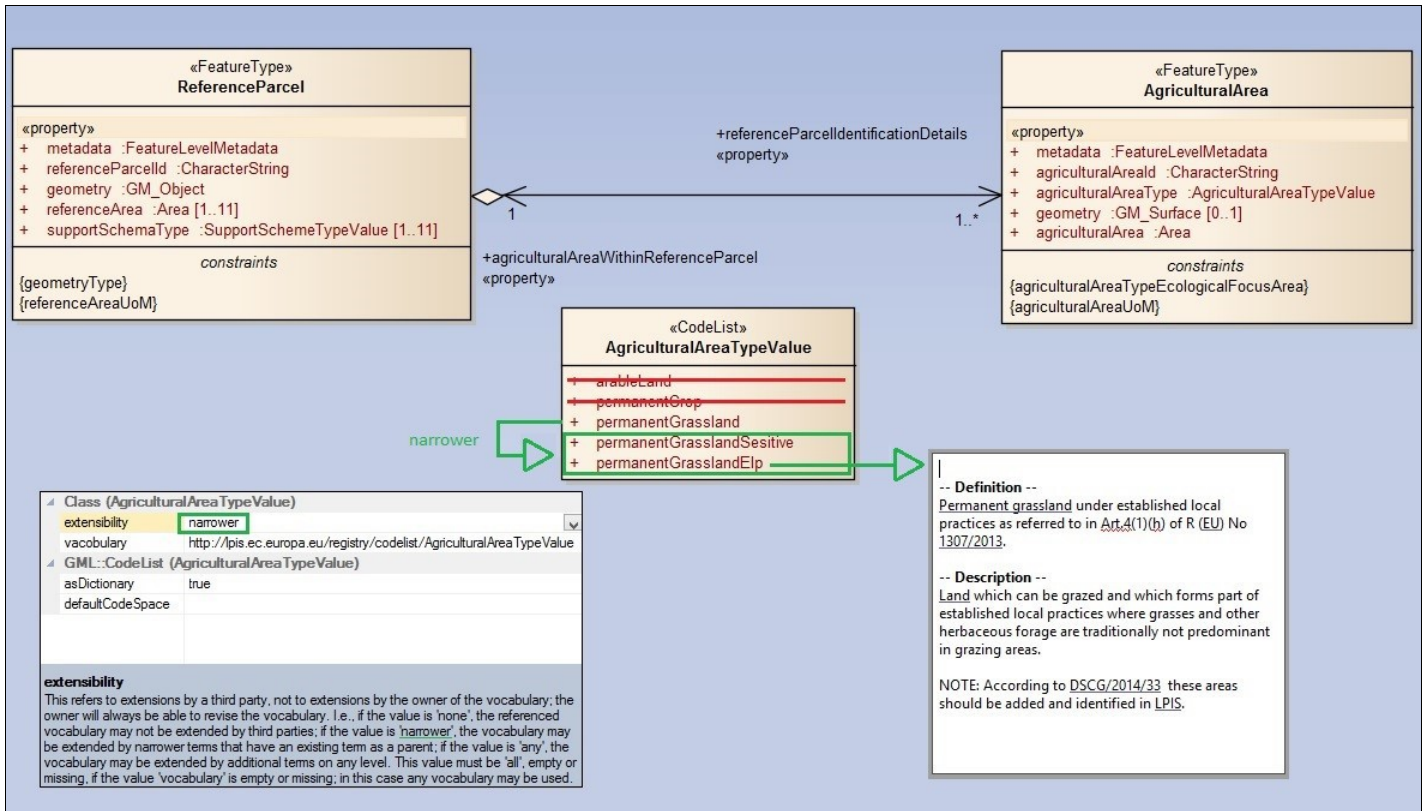 «FeatureType»
ReferenceParcel
«property»
+ metadata :FeatureLevelMetadata
+ referenceParcelId :CharacterString
+ geometry :GM_Object
+ referenceArea :Area [1..11]
+ supportSchemaType :SupportSchemeTypeValue [1..11]
constraints
{geometryType}
{referenceAreaUoM}
+referenceParcelIdentificationDetails
«property»
1
1..*
+agriculturalAreaWithinReferenceParcel
«property»
«FeatureType»
AgriculturalArea
«property»
+ metadata :FeatureLevelMetadata
+ agriculturalAreaId :CharacterString
+ agriculturalAreaType :AgriculturalAreaTypeValue
+ geometry :GM_Surface [0..1]
+ agriculturalArea :Area
constraints
{agriculturalAreaTypeEcologicalFocusArea}
{agriculturalAreaUoM}
«CodeList»
AgriculturalAreaTypeValue
+ arableLand
+ permanentCrop
+ permanentGrassland
+ permanentGrasslandSesitive
+ permanentGrasslandElp
narrower
Class (AgriculturalAreaTypeValue)
extensibility narrower
vacobulary http://lpis.ec.europa.eu/registry/codelist/AgriculturalAreaTypeValue
GML::CodeList (AgriculturalAreaTypeValue)
asDictionary true
defaultCodeSpace
extensibility
This refers to extensions by a third party, not to extensions by the owner of the vocabulary; the
owner will always be able to revise the vocabulary. I.e., if the value is 'none', the referenced
vocabulary may not be extended by third parties; if the value is 'narrower', the vocabulary may
be extended by narrower terms that have an existing term as a parent; if the value is 'any', the
vocabulary may be extended by additional terms on any level. This value must be 'all', empty or
missing, if the value 'vocabulary' is empty or missing; in this case any vocabulary may be used.
-- Definition --
Permanent grassland under established local
practices as referred to in Art.4(1)(h) of R (EU) No
1307/2013.
-- Description --
Land which can be grazed and which forms part of
established local practices where grasses and other
herbaceous forage are traditionally not predominant
in grazing areas.
NOTE: According to DSCG/2014/33 these areas
should be added and identified in LPIS.